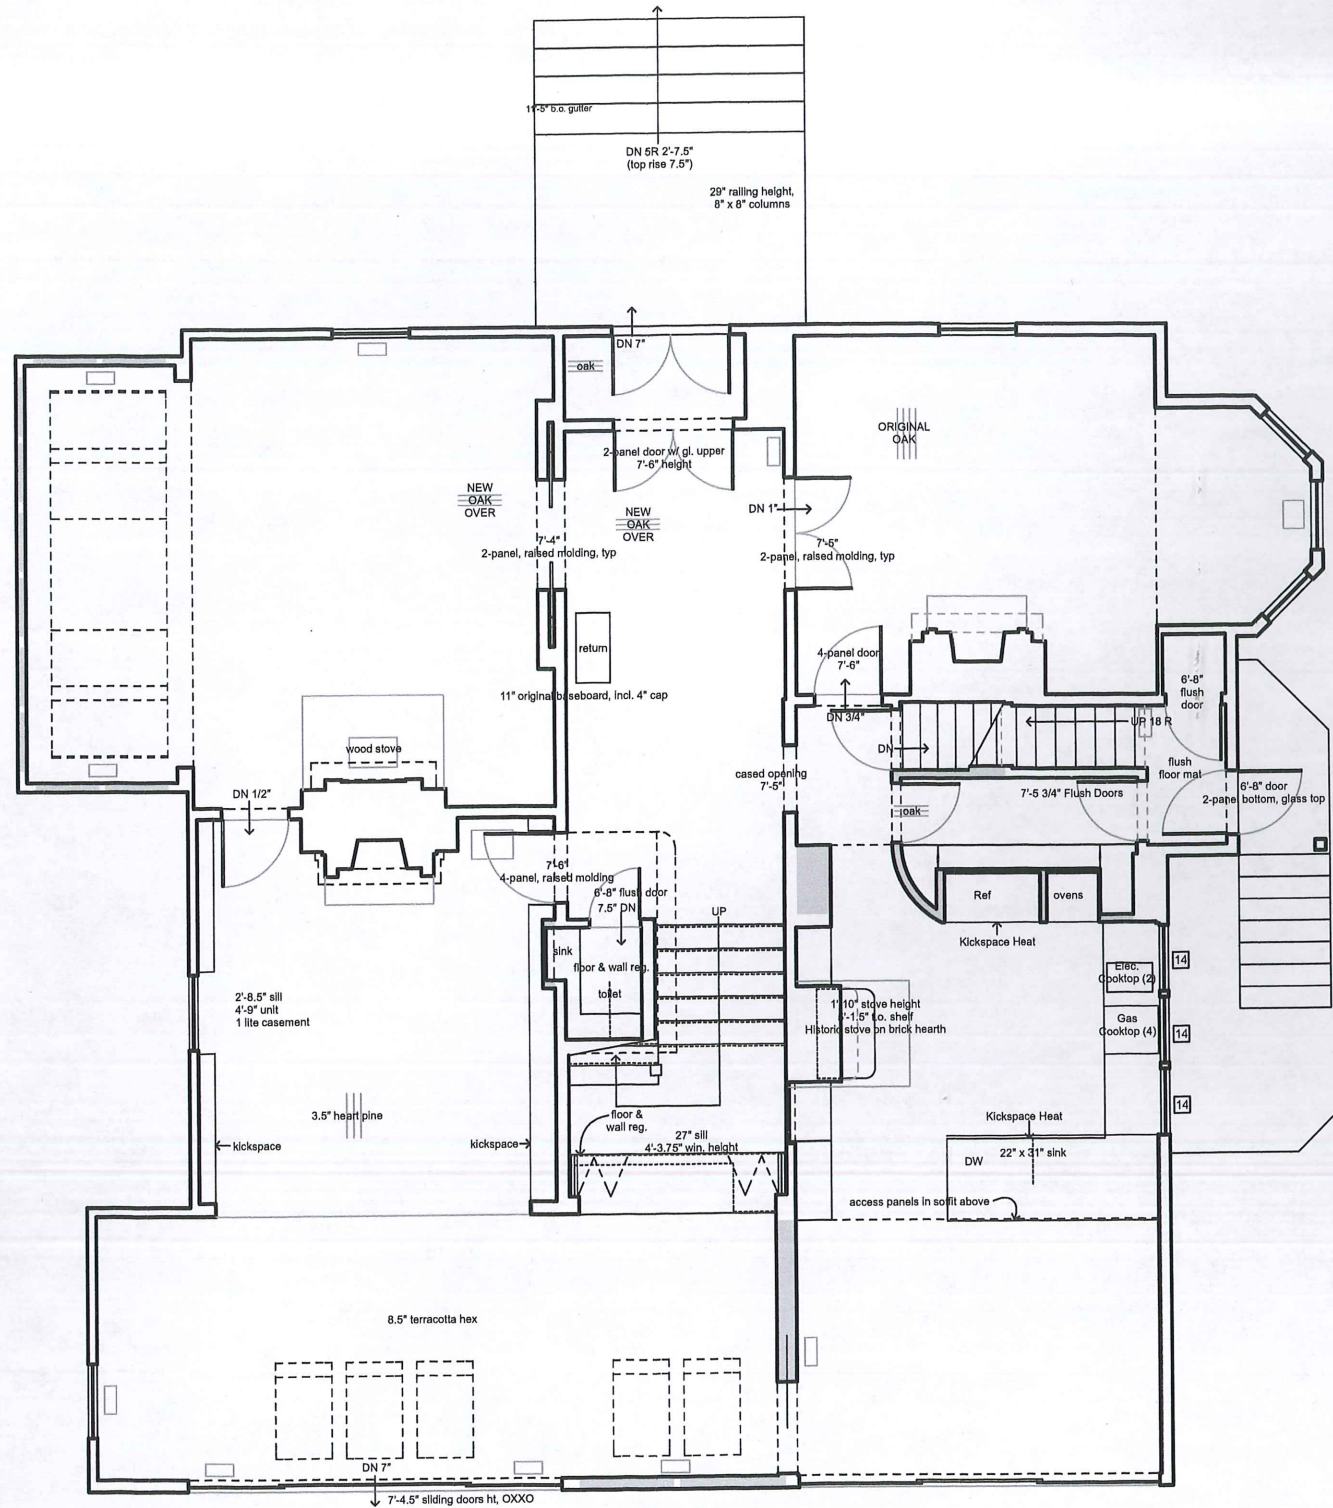 11'-5" b.o. gutter
DN 5R 2'-7.5"
(top rise 7.5")
29" railing height,
8" x 8" columns
DN 7"
oak
ORIGINAL
OAK
2-panel door w/ gl. upper
7'-6" height
NEW
OAK
OVER
NEW
OAK
OVER
DN 1"
7'-4"
2-panel, raised molding, typ
7'-5"
2-panel, raised molding, typ
return
4-panel door
7'-6"
11" original baseboard, incl. 4" cap
6'-8"
flush
door
DN 3/4"
UP 18 R
wood stove
DN
flush
floor mat
cased opening
7'-5"
6'-8" door
2-panel bottom, glass top
DN 1/2"
7'-5 3/4" Flush Doors
oak
7'-6"
4-panel, raised molding
6'-8" flush door
7.5" DN
UP
Ref
ovens
Kickspace Heat
sink
floor & wall reg.
toilet
14
Elec.
Cooktop (2)
2'-8.5" sill
4'-9" unit
1 lite casement
1'-10" stove height
t.o. shelf
Historic stove on brick hearth
Gas
Cooktop (4)
14
14
3.5" heart pine
floor &
wall reg.
Kickspace Heat
kickspace
kickspace
27" sill
4'-3.75" win. height
22" x 31" sink
DW
access panels in soffit above
8.5" terracotta hex
DN 7"
7'-4.5" sliding doors ht, OXXO